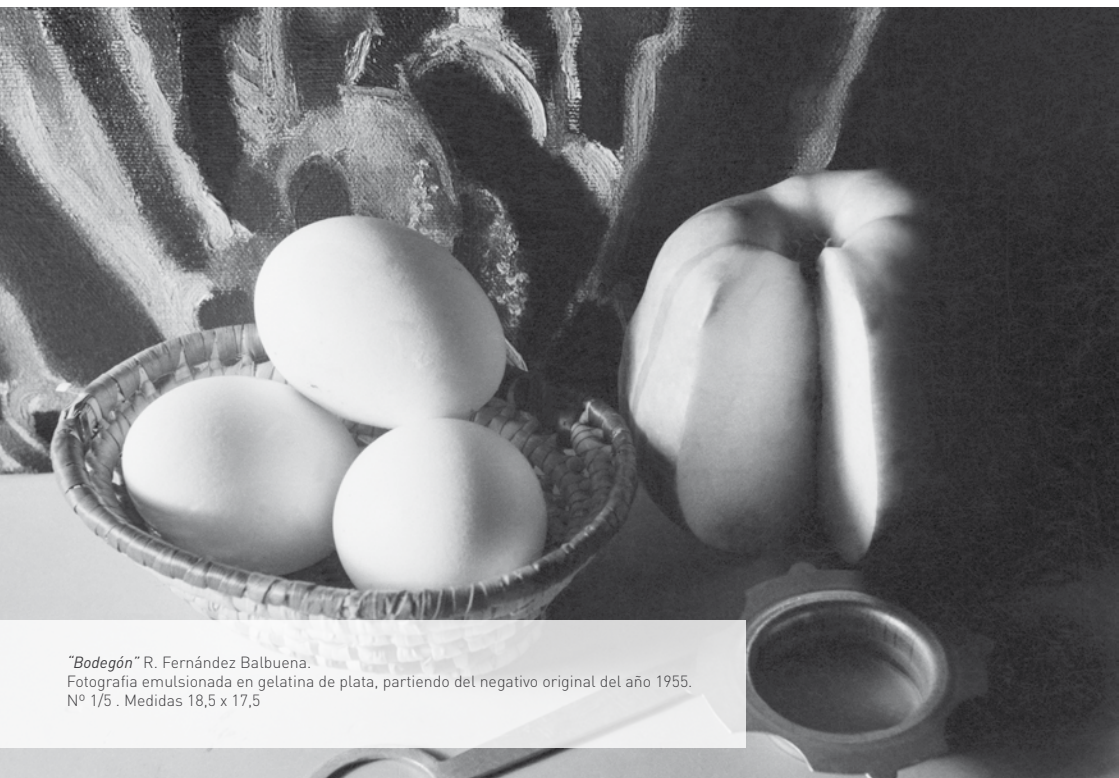 “Bodegón” R. Fernández Balbuena.
Fotografia emulsionada en gelatina de plata, partiendo del negativo original del año 1955.
Nº 1/5 . Medidas 18,5 x 17,5